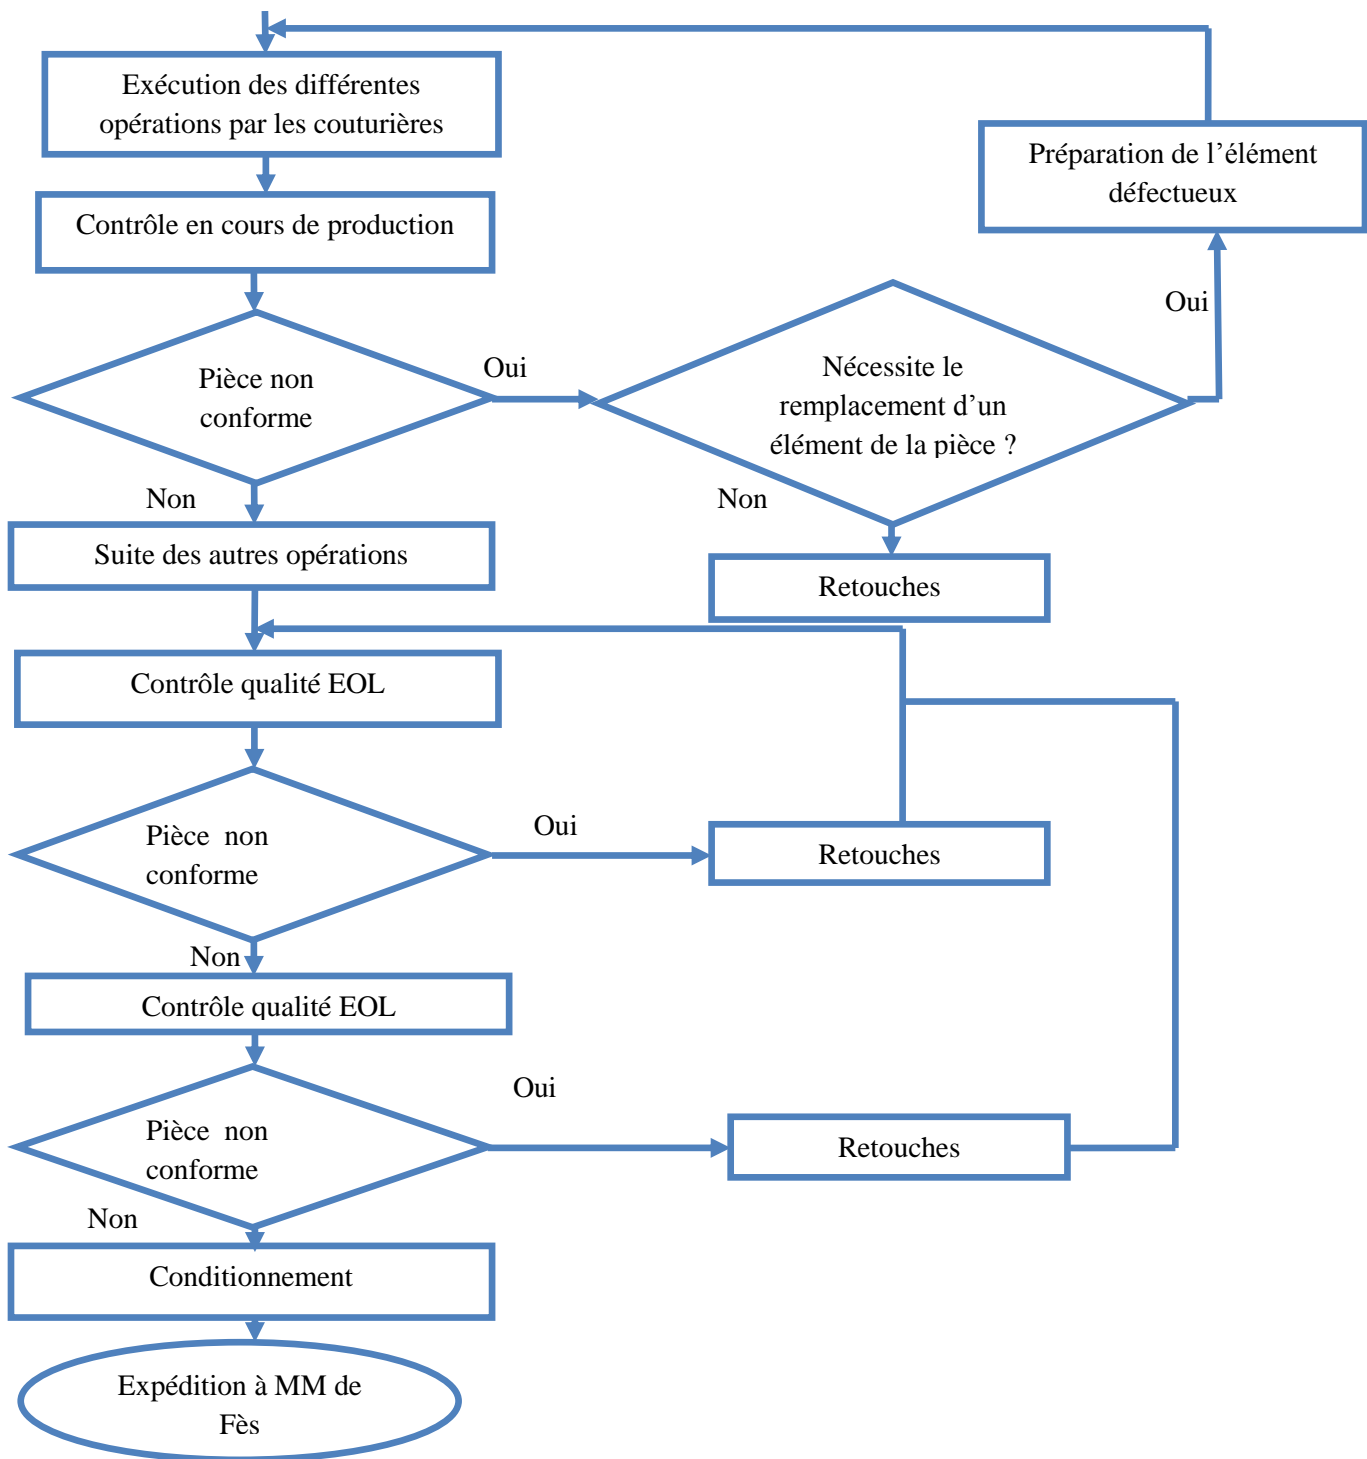 Exécution des différentes
opérations par les couturières
Préparation de l’élément
défectueux
Contrôle en cours de production
Oui
Pièce non
conforme
Oui
Nécessite le
remplacement d’un
élément de la pièce ?
Non
Non
Suite des autres opérations
Retouches
Contrôle qualité EOL
Pièce  non
conforme
Oui
Retouches
Non
Contrôle qualité EOL
Oui
Pièce  non
conforme
Retouches
Non
Conditionnement
Expédition à MM de
Fès